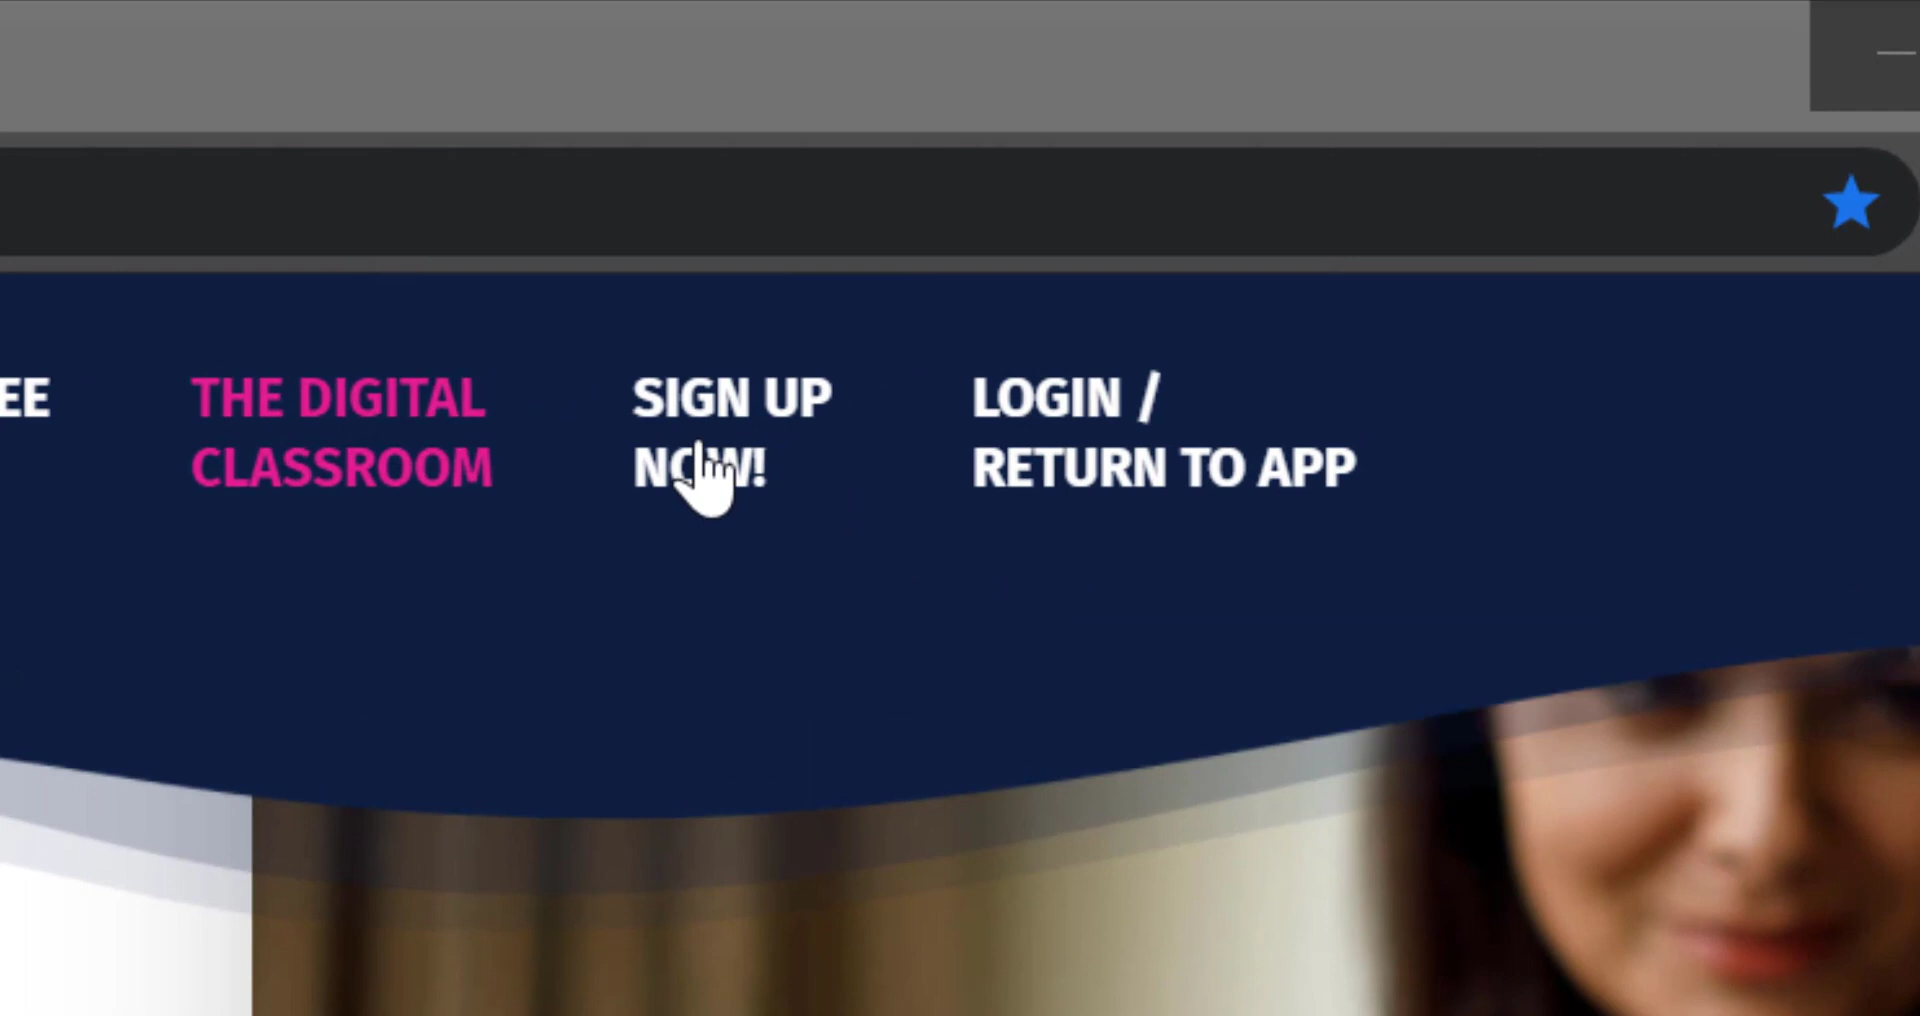 EE
THE DIGITAL
CLASSROOM
SIGN UP
NOW!
LOGIN /
RETURN TO APP